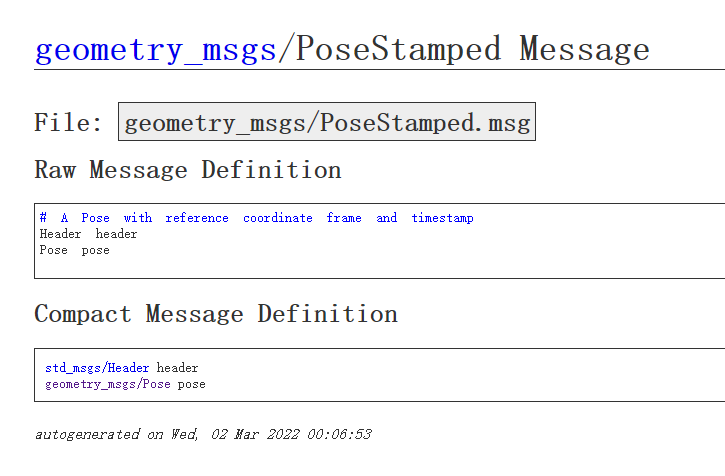 geometry_msgs/PoseStamped Message
File: geometry_msgs/PoseStamped.msg
Raw Message Definition
# A Pose with reference coordinate frame and timestamp
Header header
Pose pose
Compact Message Definition
std_msgs/Header header
geometry_msgs/Pose pose
autogenerated on Wed, 02 Mar 2022 00:06:53